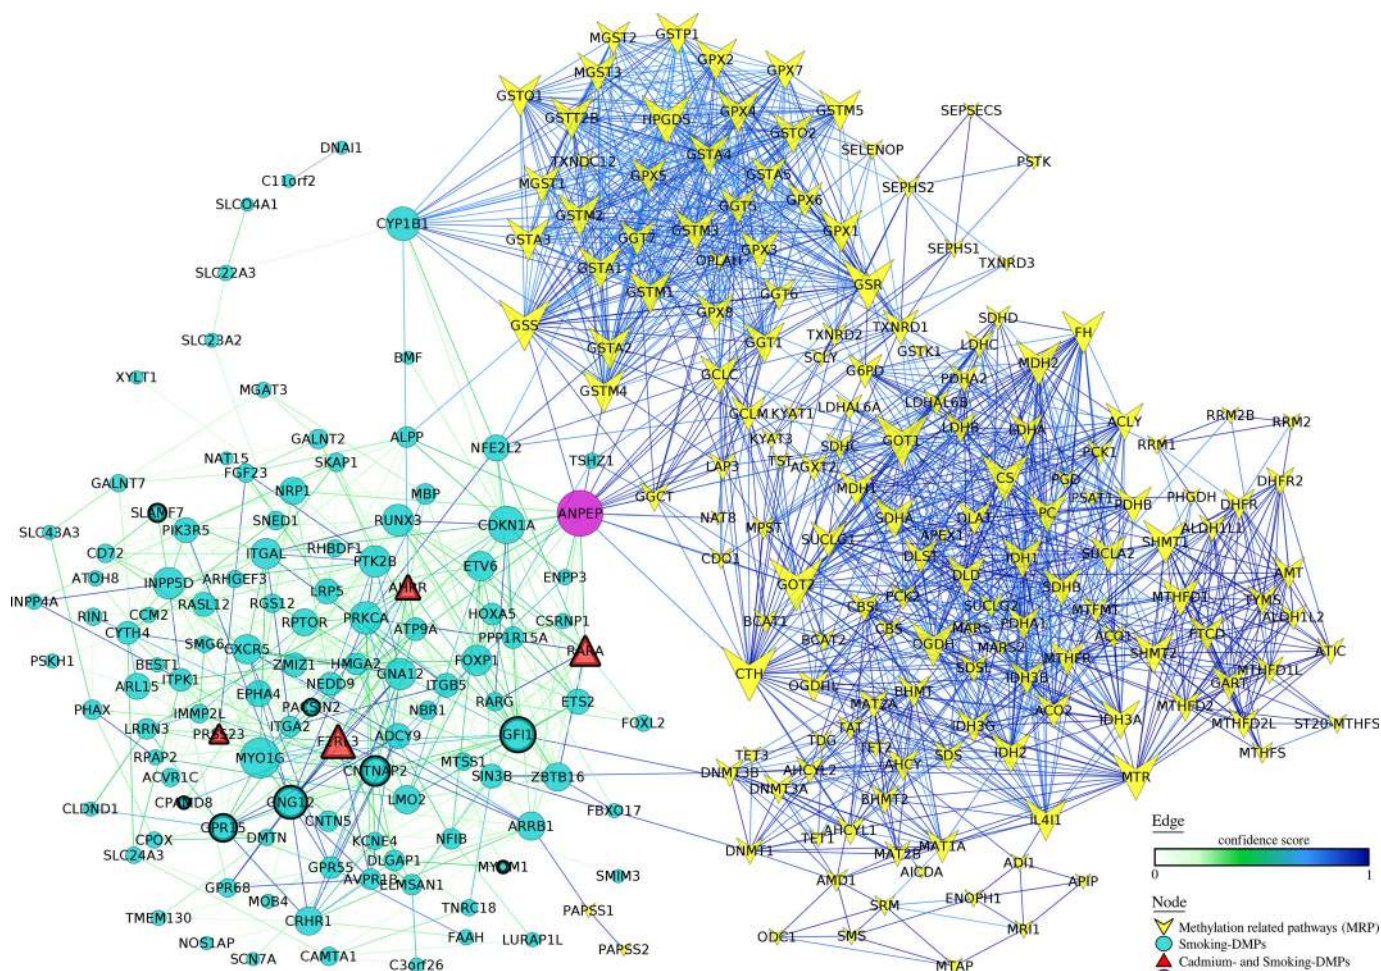 MGST2
GSTP1
GPX2
MGST3
GPX7
GSTO1
GSTT2B
HPGDS
GPX4
GSTM5
GSTO2
SEPSECS
DNAI1
C11orf2
TXNDC12
GSTA4
SELENOP
PSTK
MGST1
GPX5
GSTA5
SEPHS2
SLCO4A1
CYP1B1
GSTM2
GGT5
GPX6
GSTA3
GGT7
GSTM3
GPX3
GPX1
SEPHS1
TXNRD3
SLC22A3
GSTA1
OPLAH
GSTM1
GGT6
GSR
GPX8
SLC23A2
GSS
GSTA2
GGT1
TXNRD2
TXNRD1
SDHD
FH
BMF
SCLY
GSTK1
LDHC
MDH2
XYLT1
MGAT3
GSTM4
GCLC
G6PD
PDHA2
GCLM
KYAT1
LDHAL6A
LDHAL6B
GALNT2
ALPP
NFE2L2
KYAT3
SDHC
GOT1
LDHB
LDHA
ACLY
RRM2B
RRM2
NAT15
SKAP1
TSHZ1
LAP3
TST
AGXT2
PCK1
RRM1
FGF23
GALNT7
NRP1
MBP
GGCT
MDH1
CS
PGD
PSAT1
PDHB
PHGDH
DHFR
DHFR2
SLAMF7
PIK3R5
SNED1
RUNX3
CDKN1A
ANPEP
NAT8
MPST
SDHA
DLAT
PC
ALDH1L1
SLC43A3
CD72
ITGAL
RHBDF1
PTK2B
CDO1
SUCLG1
APEX1
IDH1
SUCLA2
SHMT1
ATOH8
INPP5D
ARHGEF3
LRP5
AHRR
ETV6
ENPP3
GOT2
DLST
DLD
SDHB
AMT
INPP4A
RIN1
CCM2
RASL12
RGS12
RPTOR
PRKCA
HOXA5
CSRNP1
PCK2
CBSL
SUCLG2
MTFMT
MTHFD1
TYMS
ALDH1L2
CYTH4
SMG6
ATP9A
PPP1R15A
BCAT1
CBS
MARS
PDHA1
ACO1
FTCD
PSKH1
BEST1
CXCR5
ZMIZ1
HMGA2
GNA12
FOXP1
RARA
BCAT2
OGDH
MARS2
MTHFR
SHMT2
ATIC
ARL15
ITPK1
EPHA4
NEDD9
ITGB5
CTH
OGDHL
SDSL
IDH3B
MTHFD1L
GART
PHAX
LRRN3
IMMP2L
PACSIN2
ITGA2
NBR1
RARG
ETS2
FOXL2
BHMT
MAT2A
IDH3G
ACO2
IDH3A
MTHFD2
MTHFD2L
ST20-MTHFS
PRSS23
F2RL3
ADCY9
GFI1
TAT
TDG
TET2
MTHFS
RPAP2
MYO1G
MTSS1
SIN3B
ZBTB16
TET3
DNMT3B
AHCYL2
AHCY
SDS
IDH2
MTR
ACVR1C
CNTNAP2
DNMT3A
CPAMD8
GNG12
LMO2
BHMT2
CLDND1
FBXO17
IL4I1
CNTN5
ARRB1
AHCYL1
TET1
GPR15
DMTN
CPOX
KCNE4
NFIB
DNMT1
MAT2B
MAT1A
SLC24A3
GPR55
DLGAP1
MYOM1
AICDA
ADI1
APIP
GPR68
AVPR1B
ELMSAN1
SMIM3
AMD1
MOB4
TNRC18
PAPSS1
SRM
ENOPH1
TMEM130
CRHR1
NOS1AP
FAAH
LURAP1L
ODC1
SMS
MRI1
SCN7A
CAMTA1
C3orf26
PAPSS2
MTAP
Edge
confidence score
0 1
Node
Methylation related pathways (MRP)
Smoking-DMPs
Cadmium- and Smoking-DMPs